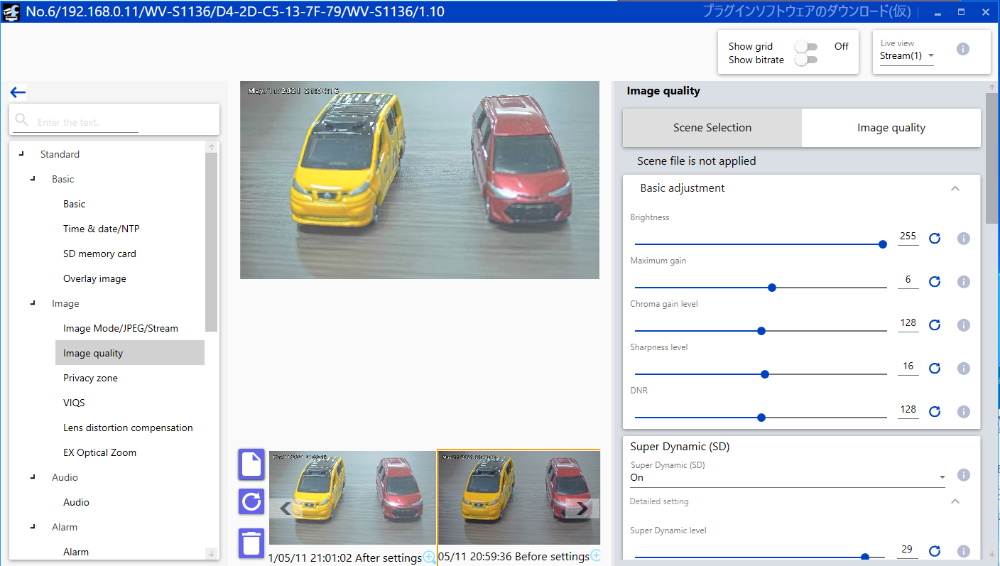 No.6/192.168.0.11/WV-S1136/D4-2D-C5-13-7F-79/WV-S1136/1.10
プラグインソフトウェアのダウンロード(仮)
Show grid Off
Show bitrate
Live view
Stream(1)
Enter the text.
Standard
Basic
Basic
Time & date/NTP
SD memory card
Overlay image
Image
Image Mode/JPEG/Stream
Image quality
Privacy zone
VIQS
Lens distortion compensation
EX Optical Zoom
Audio
Audio
Alarm
Alarm
May/11/2021 21:04:16
1/05/11 21:01:02 After settings
05/11 20:59:36 Before settings
Image quality
Scene Selection
Image quality
Scene file is not applied
Basic adjustment
Brightness
255
Maximum gain
6
Chroma gain level
128
Sharpness level
16
DNR
128
Super Dynamic (SD)
Super Dynamic (SD)
On
Detailed setting
Super Dynamic level
29